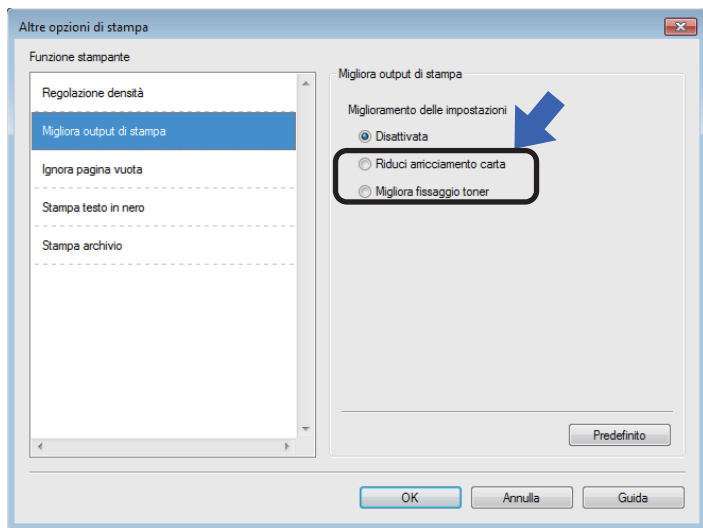 Altre opzioni di stampa
Funzione stampante
Regolazione densità
Migliora output di stampa
Ignora pagina vuota
Stampa testo in nero
Stampa archivio
Migliora output di stampa
Miglioramento delle impostazioni
Disattivata
Riduci arricciamento carta
Migliora fissaggio toner
Predefinito
OK
Annulla
Guida